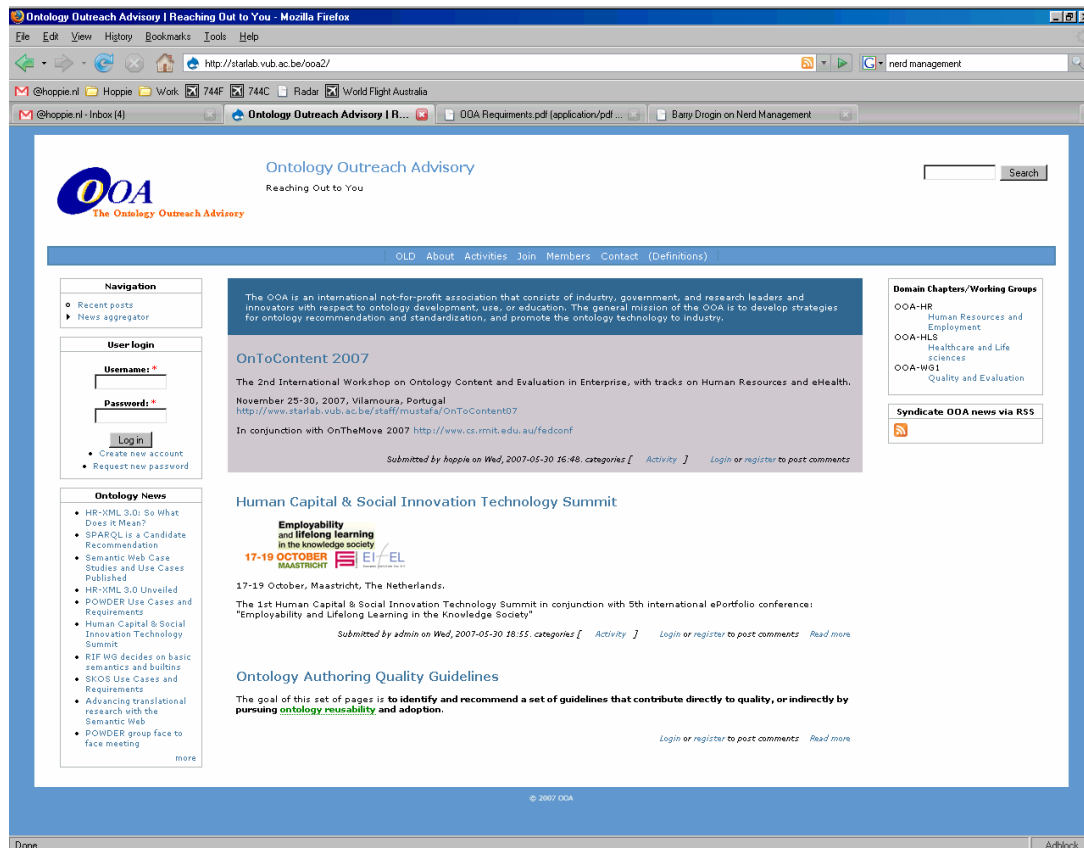 Ontology Outreach Advisory | Reaching Out to You - Mozilla Firefox
File Edit View History Bookmarks Tools Help
http://starlab.vub.ac.be/ooa2/
G nerd management
@hoppie.nl Hoppie Work 744F 744C Radar World Flight Australia
@hoppie.nl - Inbox (4)
Ontology Outreach Advisory | R...
OOA Requirments.pdf (application/pdf ...
Barry Drogin on Nerd Management
OOA
The Ontology Outreach Advisory
Ontology Outreach Advisory
Reaching Out to You
Search
[ OLD About Activities Join Members Contact (Definitions) ]
Navigation
Recent posts
News aggregator
User login
Username: *
Password: *
Log in
Create new account
Request new password
Ontology News
HR-XML 3.0: So What
Does it Mean?
SPARQL is a Candidate
Recommendation
Semantic Web Case
Studies and Use Cases
Published
HR-XML 3.0 Unveiled
POWDER Use Cases and
Requirements
Human Capital & Social
Innovation Technology
Summit
RIF WG decides on basic
semantics and builtins
SKOS Use Cases and
Requirements
Advancing translational
research with the
Semantic Web
POWDER group face to
face meeting
more
The OOA is an international not-for-profit association that consists of industry, government, and research leaders and
innovators with respect to ontology development, use, or education. The general mission of the OOA is to develop strategies
for ontology recommendation and standardization, and promote the ontology technology to industry.
OnToContent 2007
The 2nd International Workshop on Ontology Content and Evaluation in Enterprise, with tracks on Human Resources and eHealth.
November 25-30, 2007, Vilamoura, Portugal
http://www.starlab.vub.ac.be/staff/mustafa/OnToContent07
In conjunction with OnTheMove 2007 http://www.cs.rmit.edu.au/fedconf
Submitted by hoppie on Wed, 2007-05-30 16:48. categories [ Activity ] Login or register to post comments
Human Capital & Social Innovation Technology Summit
Employability
and lifelong learning
in the knowledge society
17-19 OCTOBER
MAASTRICHT
EIfEL
17-19 October, Maastricht, The Netherlands.
The 1st Human Capital & Social Innovation Technology Summit in conjunction with 5th international ePortfolio conference:
"Employability and Lifelong Learning in the Knowledge Society"
Submitted by admin on Wed, 2007-05-30 18:55. categories [ Activity ] Login or register to post comments Read more
Ontology Authoring Quality Guidelines
The goal of this set of pages is to identify and recommend a set of guidelines that contribute directly to quality, or indirectly by
pursuing ontology reusability and adoption.
Login or register to post comments Read more
Domain Chapters/Working Groups
OOA-HR
Human Resources and
Employment
OOA-HLS
Healthcare and Life
sciences
OOA-WG1
Quality and Evaluation
Syndicate OOA news via RSS
© 2007 OOA
Done
Adblock